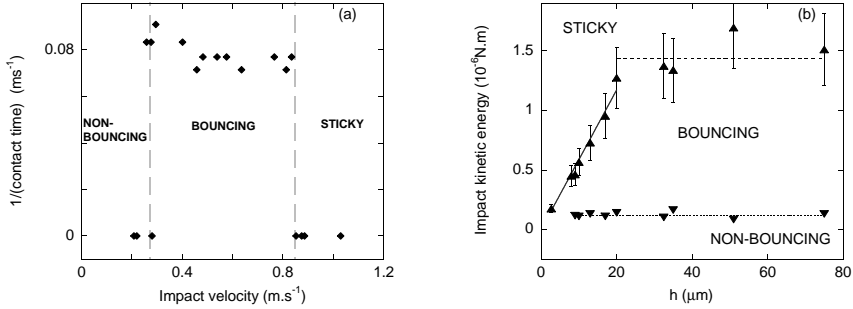 (a)
1/(contact time) (ms⁻¹)
0.08
0
NON-
BOUNCING
BOUNCING
STICKY
0 0.4 0.8 1.2
Impact velocity (m.s⁻¹)
(b)
Impact kinetic energy (10⁻⁶N.m)
1.5
1
0.5
0
STICKY
BOUNCING
NON-BOUNCING
0 20 40 60 80
h (μm)